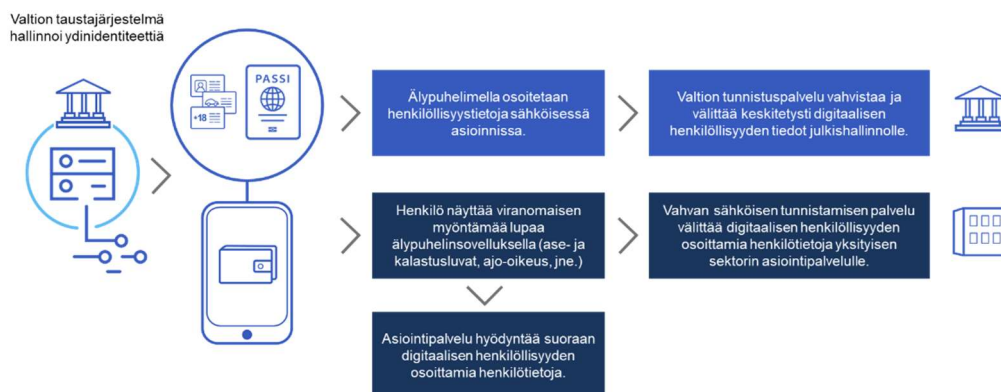 Valtion taustajärjestelmä
hallinnoi ydinidentiteettiä
PASSI
+18
Älypuhelimella osoitetaan
henkilöllisyystietoja sähköisessä
asioinnissa.
Valtion tunnistuspalvelu vahvistaa ja
välittää keskitetysti digitaalisen
henkilöllisyyden tiedot julkishallinnolle.
Henkilö näyttää viranomaisen
myöntämää lupaa
älypuhelinsovelluksella (ase- ja
kalastusluvat, ajo-oikeus, jne.)
Vahvan sähköisen tunnistamisen palvelu
välittää digitaalisen henkilöllisyyden
osoittamia henkilötietoja yksityisen
sektorin asiointipalvelulle.
Asiointipalvelu hyödyntää suoraan
digitaalisen henkilöllisyyden
osoittamia henkilötietoja.